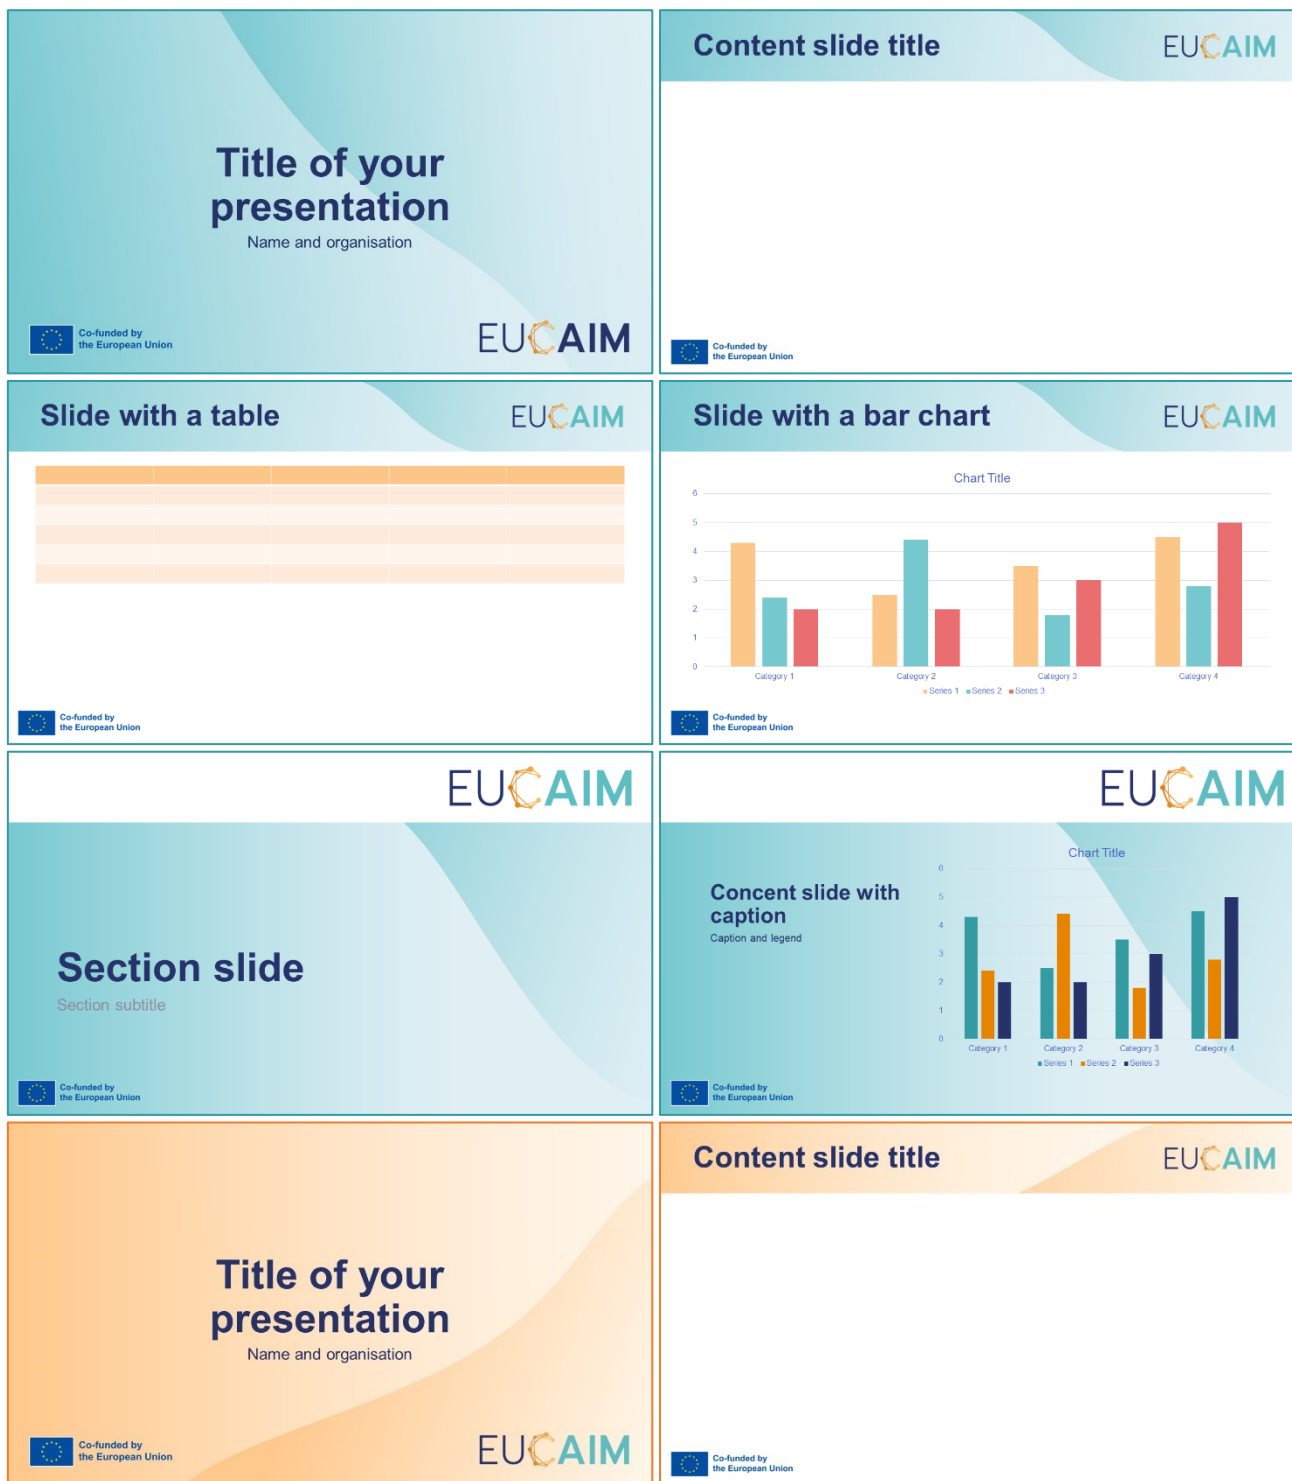 Title of your
presentation
Name and organisation
Co-funded by
the European Union
EUCAIM
Content slide title
EUCAIM
Co-funded by
the European Union
Slide with a table
EUCAIM
Co-funded by
the European Union
Slide with a bar chart
EUCAIM
Chart Title
6
5
4
3
2
1
0
Category 1 Category 2 Category 3 Category 4
Series 1 Series 2 Series 3
Co-funded by
the European Union
EUCAIM
Section slide
Section subtitle
Co-funded by
the European Union
EUCAIM
Concent slide with
caption
Caption and legend
Chart Title
6
5
4
3
2
1
0
Category 1 Category 2 Category 3 Category 4
Series 1 Series 2 Series 3
Co-funded by
the European Union
Title of your
presentation
Name and organisation
Co-funded by
the European Union
EUCAIM
Content slide title
EUCAIM
Co-funded by
the European Union